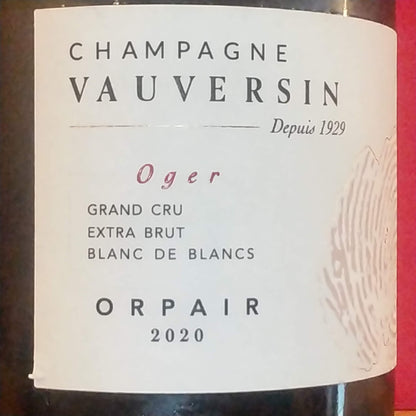 CHAMPAGNE
VAUVERSIN
Depuis 1929
Oger
GRAND CRU
EXTRA BRUT
BLANC DE BLANCS
ORPAIR
2020